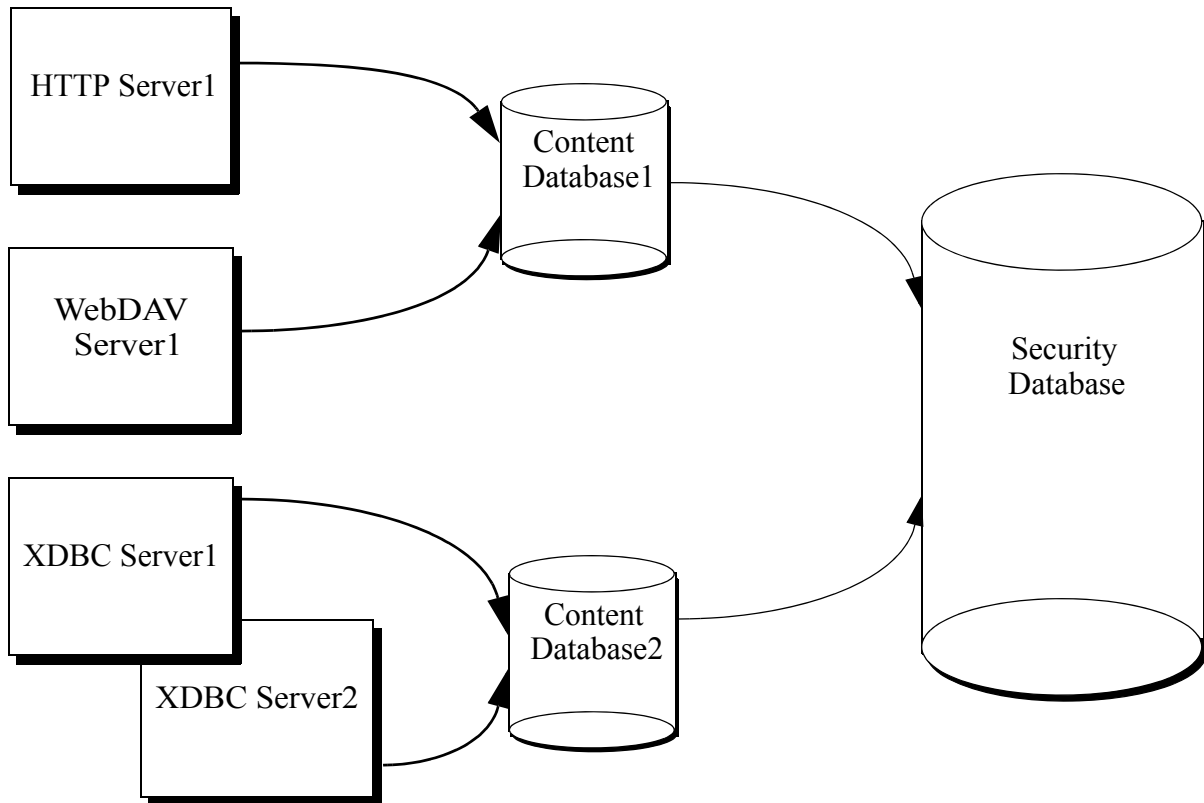 HTTP Server1
Content
Database1
WebDAV
Server1
Security
Database
XDBC Server1
Content
Database2
XDBC Server2